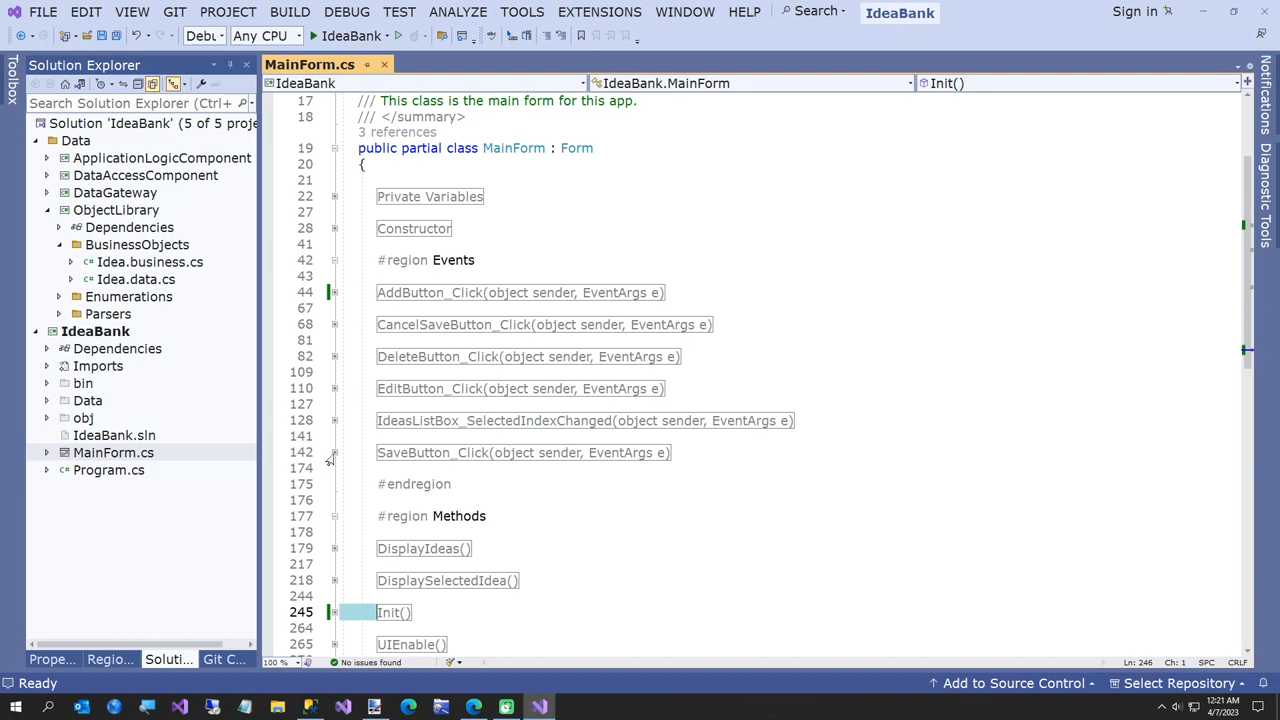 FILE EDIT VIEW GIT PROJECT BUILD DEBUG TEST ANALYZE TOOLS EXTENSIONS WINDOW HELP Search IdeaBank Sign in
Debu Any CPU IdeaBank
Toolbox
Solution Explorer
Search Solution Explorer (Ctrl+
Solution 'IdeaBank' (5 of 5 proje
Data
ApplicationLogicComponent
DataAccessComponent
DataGateway
ObjectLibrary
Dependencies
BusinessObjects
Idea.business.cs
Idea.data.cs
Enumerations
Parsers
IdeaBank
Dependencies
Imports
bin
Data
obj
IdeaBank.sln
MainForm.cs
Program.cs
Prope... Regio... Soluti... Git C...
MainForm.cs
IdeaBank IdeaBank.MainForm Init()
17 /// This class is the main form for this app.
18 /// </summary>
3 references
19 public partial class MainForm : Form
20 {
21
22 Private Variables
27
28 Constructor
41
42 #region Events
43
44 AddButton_Click(object sender, EventArgs e)
67
68 CancelSaveButton_Click(object sender, EventArgs e)
81
82 DeleteButton_Click(object sender, EventArgs e)
109
110 EditButton_Click(object sender, EventArgs e)
127
128 IdeasListBox_SelectedIndexChanged(object sender, EventArgs e)
141
142 SaveButton_Click(object sender, EventArgs e)
174
175 #endregion
176
177 #region Methods
178
179 DisplayIdeas()
217
218 DisplaySelectedIdea()
244
245 Init()
264
265 UIEnable()
100 % No issues found Ln: 246 Ch: 1 SPC CRLF
Notifications
Diagnostic Tools
Ready Add to Source Control Select Repository
12:21 AM
4/7/2023